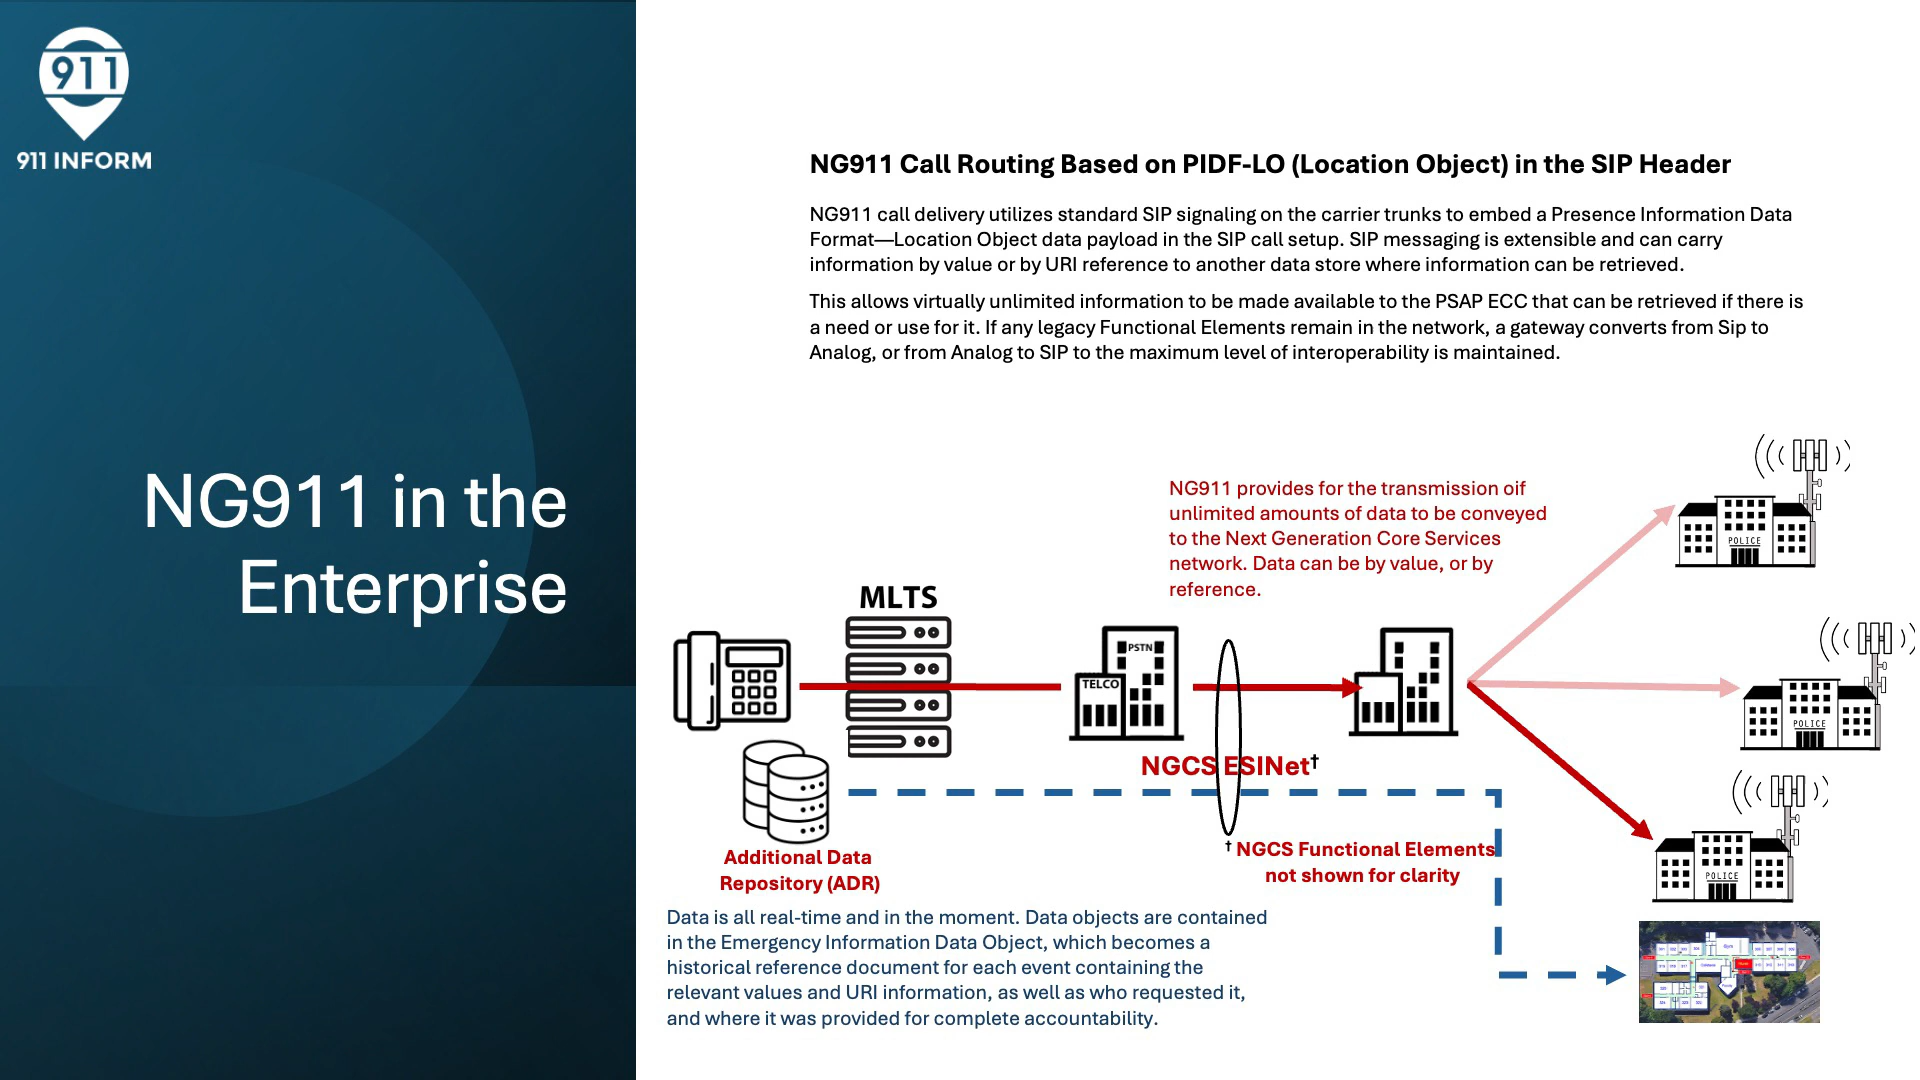 911
911 INFORM
NG911 in the
Enterprise
NG911 Call Routing Based on PIDF-LO (Location Object) in the SIP Header
NG911 call delivery utilizes standard SIP signaling on the carrier trunks to embed a Presence Information Data
Format—Location Object data payload in the SIP call setup. SIP messaging is extensible and can carry
information by value or by URI reference to another data store where information can be retrieved.
This allows virtually unlimited information to be made available to the PSAP ECC that can be retrieved if there is
a need or use for it. If any legacy Functional Elements remain in the network, a gateway converts from Sip to
Analog, or from Analog to SIP to the maximum level of interoperability is maintained.
NG911 provides for the transmission oif
unlimited amounts of data to be conveyed
to the Next Generation Core Services
network. Data can be by value, or by
reference.
MLTS
PSTN
TELCO
POLICE
POLICE
POLICE
NGCS ESINet†
† NGCS Functional Elements
not shown for clarity
Additional Data
Repository (ADR)
Data is all real-time and in the moment. Data objects are contained
in the Emergency Information Data Object, which becomes a
historical reference document for each event containing the
relevant values and URI information, as well as who requested it,
and where it was provided for complete accountability.